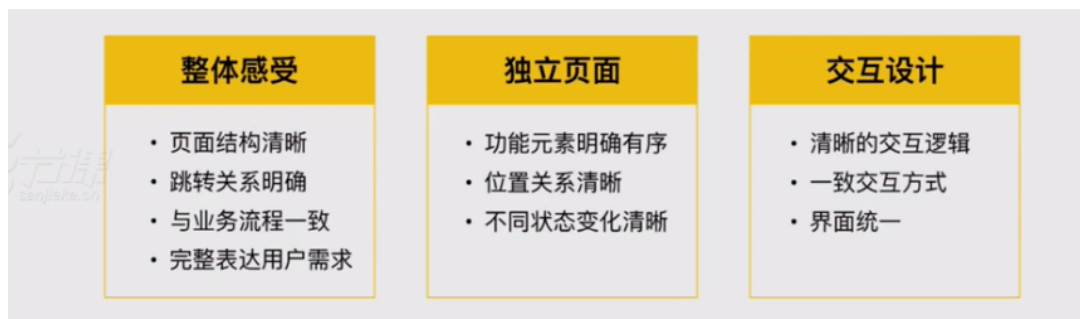 整体感受
· 页面结构清晰
· 跳转关系明确
· 与业务流程一致
· 完整表达用户需求
独立页面
· 功能元素明确有序
· 位置关系清晰
· 不同状态变化清晰
交互设计
· 清晰的交互逻辑
· 一致交互方式
· 界面统一
sanjieke.cn